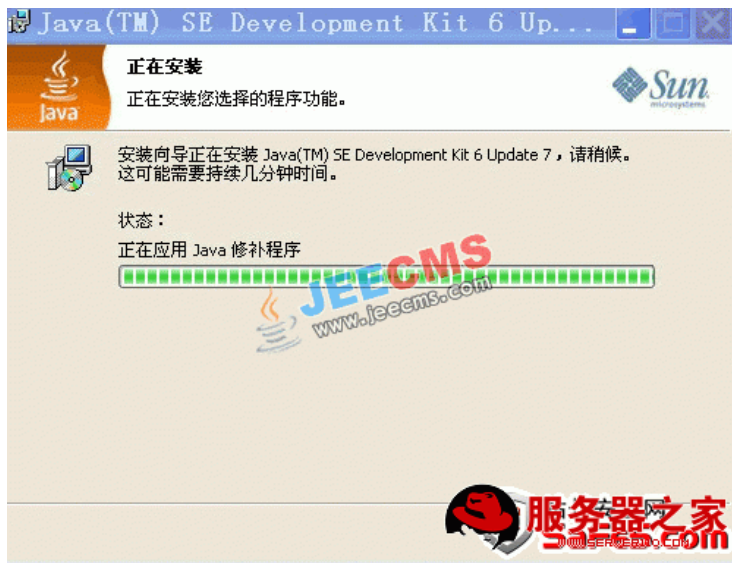 Java(TM) SE Development Kit 6 Up...
正在安装
正在安装您选择的程序功能。
Java
Sun
microsystems
安装向导正在安装 Java(TM) SE Development Kit 6 Update 7，请稍候。
这可能需要持续几分钟时间。
状态：
正在应用 Java 修补程序
JEECMS
www.jeecms.com
服务器之家